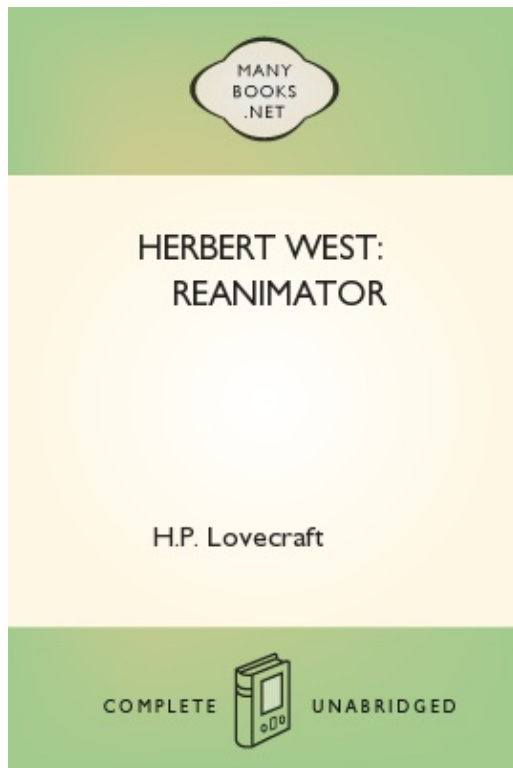 MANY
BOOKS
.NET
HERBERT WEST:
REANIMATOR
H.P. Lovecraft
COMPLETE UNABRIDGED